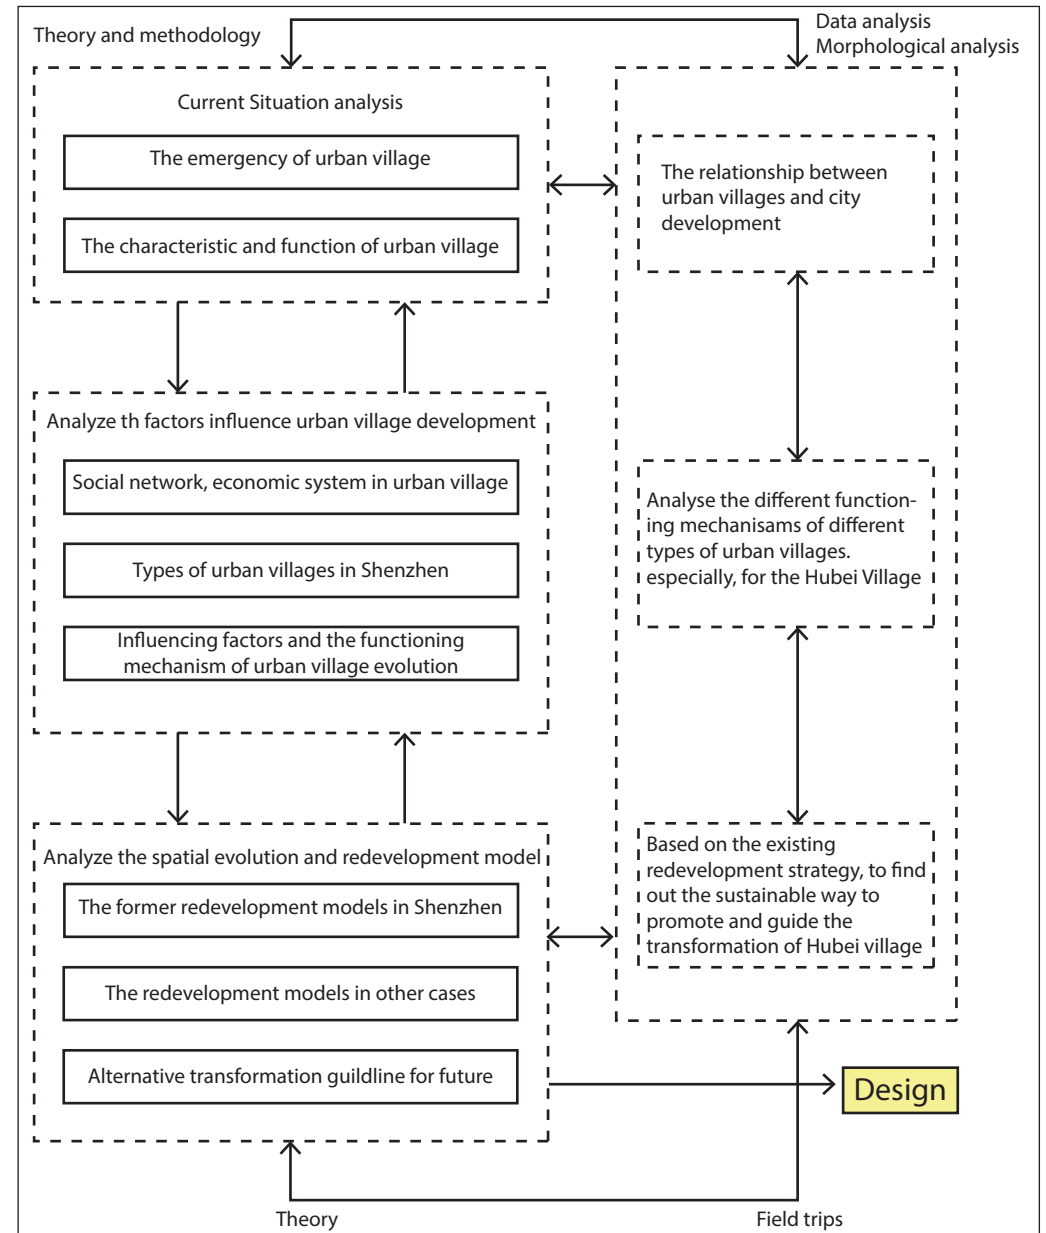 Theory and methodology
Data analysis
Morphological analysis
Current Situation analysis
The emergency of urban village
The characteristic and function of urban village
The relationship between
urban villages and city
development
Analyze th factors influence urban village development
Social network, economic system in urban village
Types of urban villages in Shenzhen
Influencing factors and the functioning
mechanism of urban village evolution
Analyse the different function-
ing mechanisams of different
types of urban villages.
especially, for the Hubei Village
Analyze the spatial evolution and redevelopment model
The former redevelopment models in Shenzhen
The redevelopment models in other cases
Alternative transformation guildline for future
Based on the existing
redevelopment strategy, to find
out the sustainable way to
promote and guide the
transformation of Hubei village
Design
Theory
Field trips